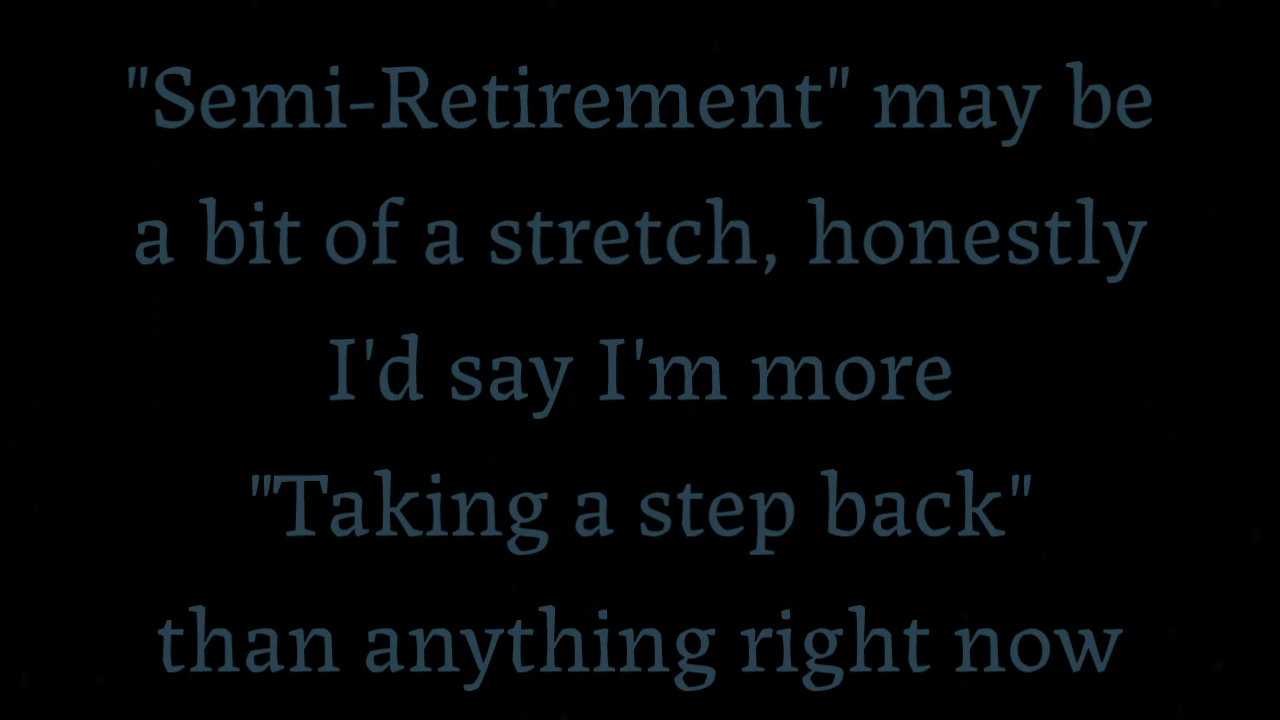 "Semi-Retirement" may be
a bit of a stretch, honestly
I'd say I'm more
"Taking a step back"
than anything right now